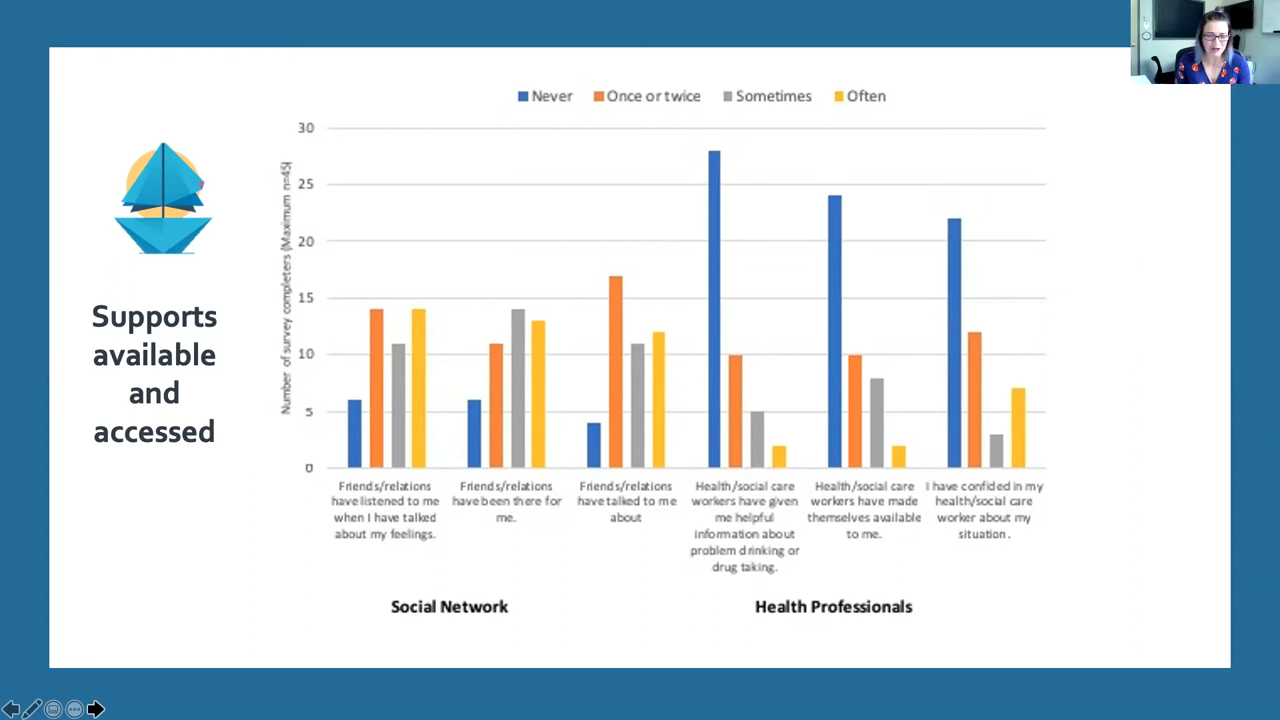 Never Once or twice Sometimes Often
30
25
20
15
10
5
0
Number of survey completers (Maximum n=45)
Supports
available
and
accessed
Friends/relations
have listened to me
when I have talked
about my feelings.
Friends/relations
have been there for
me.
Friends/relations
have talked to me
about
Health/social care
workers have given
me helpful
information about
problem drinking or
drug taking.
Health/social care
workers have made
themselves available
to me.
I have confided in my
health/social care
worker about my
situation.
Social Network
Health Professionals